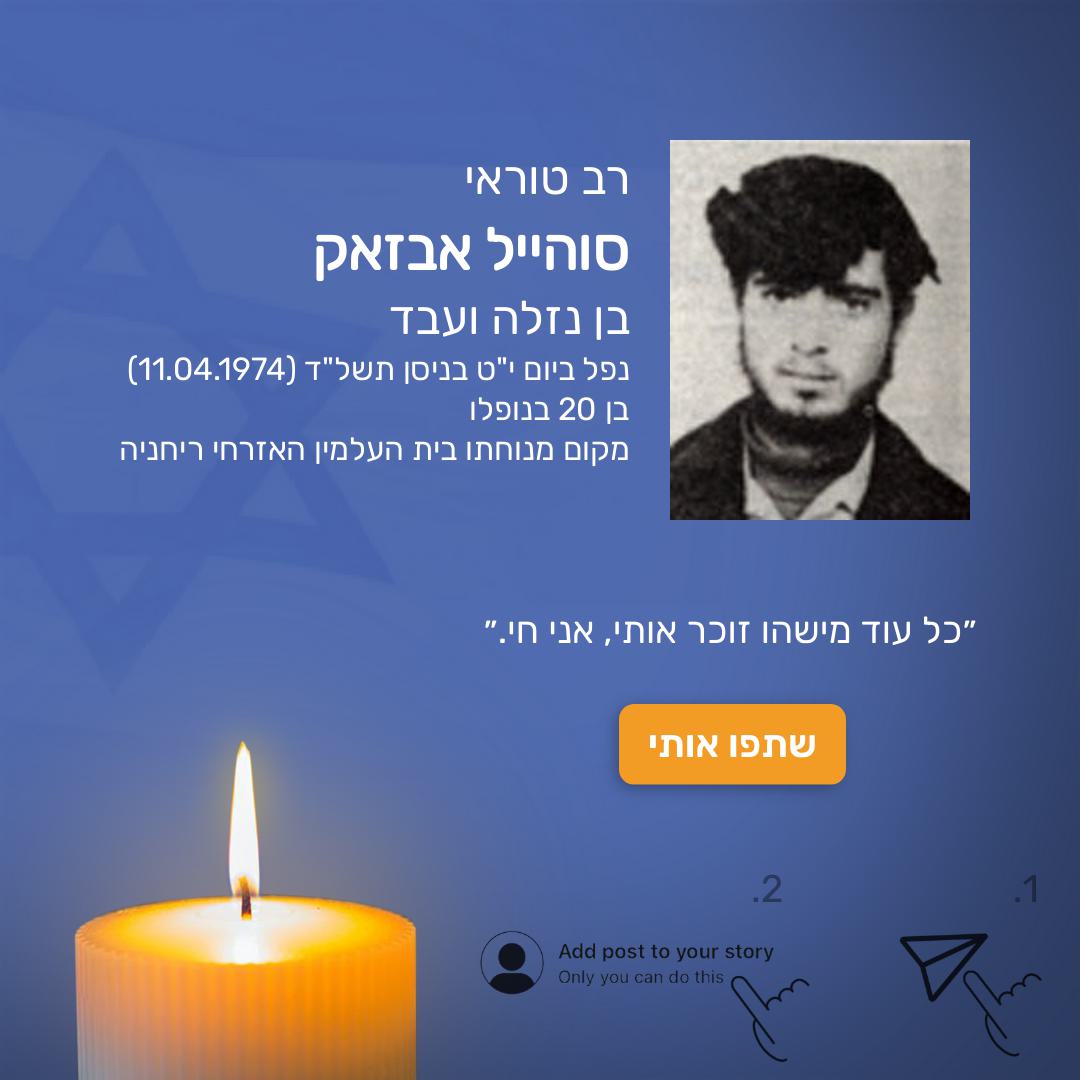 רב טוראי
סוהייל אבזאק
בן נזלה ועבד
נפל ביום י"ט בניסן תשל"ד (11.04.1974)
בן 20 בנופלו
מקום מנוחתו בית העלמין האזרחי ריחניה
״כל עוד מישהו זוכר אותי, אני חי.״
שתפו אותי
.1
.2
Add post to your story
Only you can do this